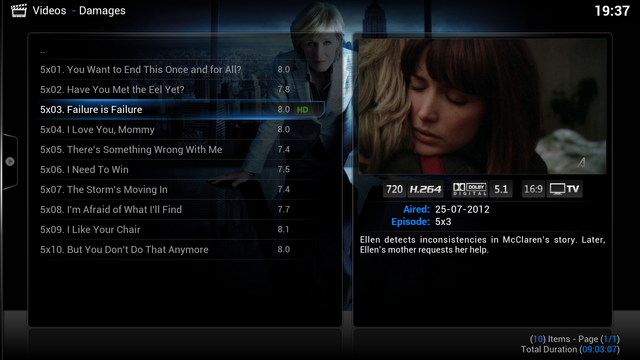 Videos - Damages
19:37
..
5x01. You Want to End This Once and for All? 8.0
5x02. Have You Met the Eel Yet? 7.8
5x03. Failure is Failure 8.0 HD
5x04. I Love You, Mommy 8.0
5x05. There's Something Wrong With Me 7.4
5x06. I Need To Win 7.5
5x07. The Storm's Moving In 7.4
5x08. I'm Afraid of What I'll Find 7.7
5x09. I Like Your Chair 8.1
5x10. But You Don't Do That Anymore 8.0
720 H.264 DOLBY DIGITAL 5.1 16:9 TV
Aired: 25-07-2012
Episode: 5x3
Ellen detects inconsistencies in McClaren's story. Later,
Ellen's mother requests her help.
(10) Items - Page (1/1)
Total Duration (09:03:07)